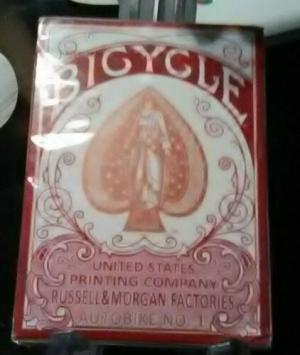 BICYCLE
UNITED STATES
PRINTING COMPANY
RUSSELL & MORGAN FACTORIES
AUTOBIKE NO. 1